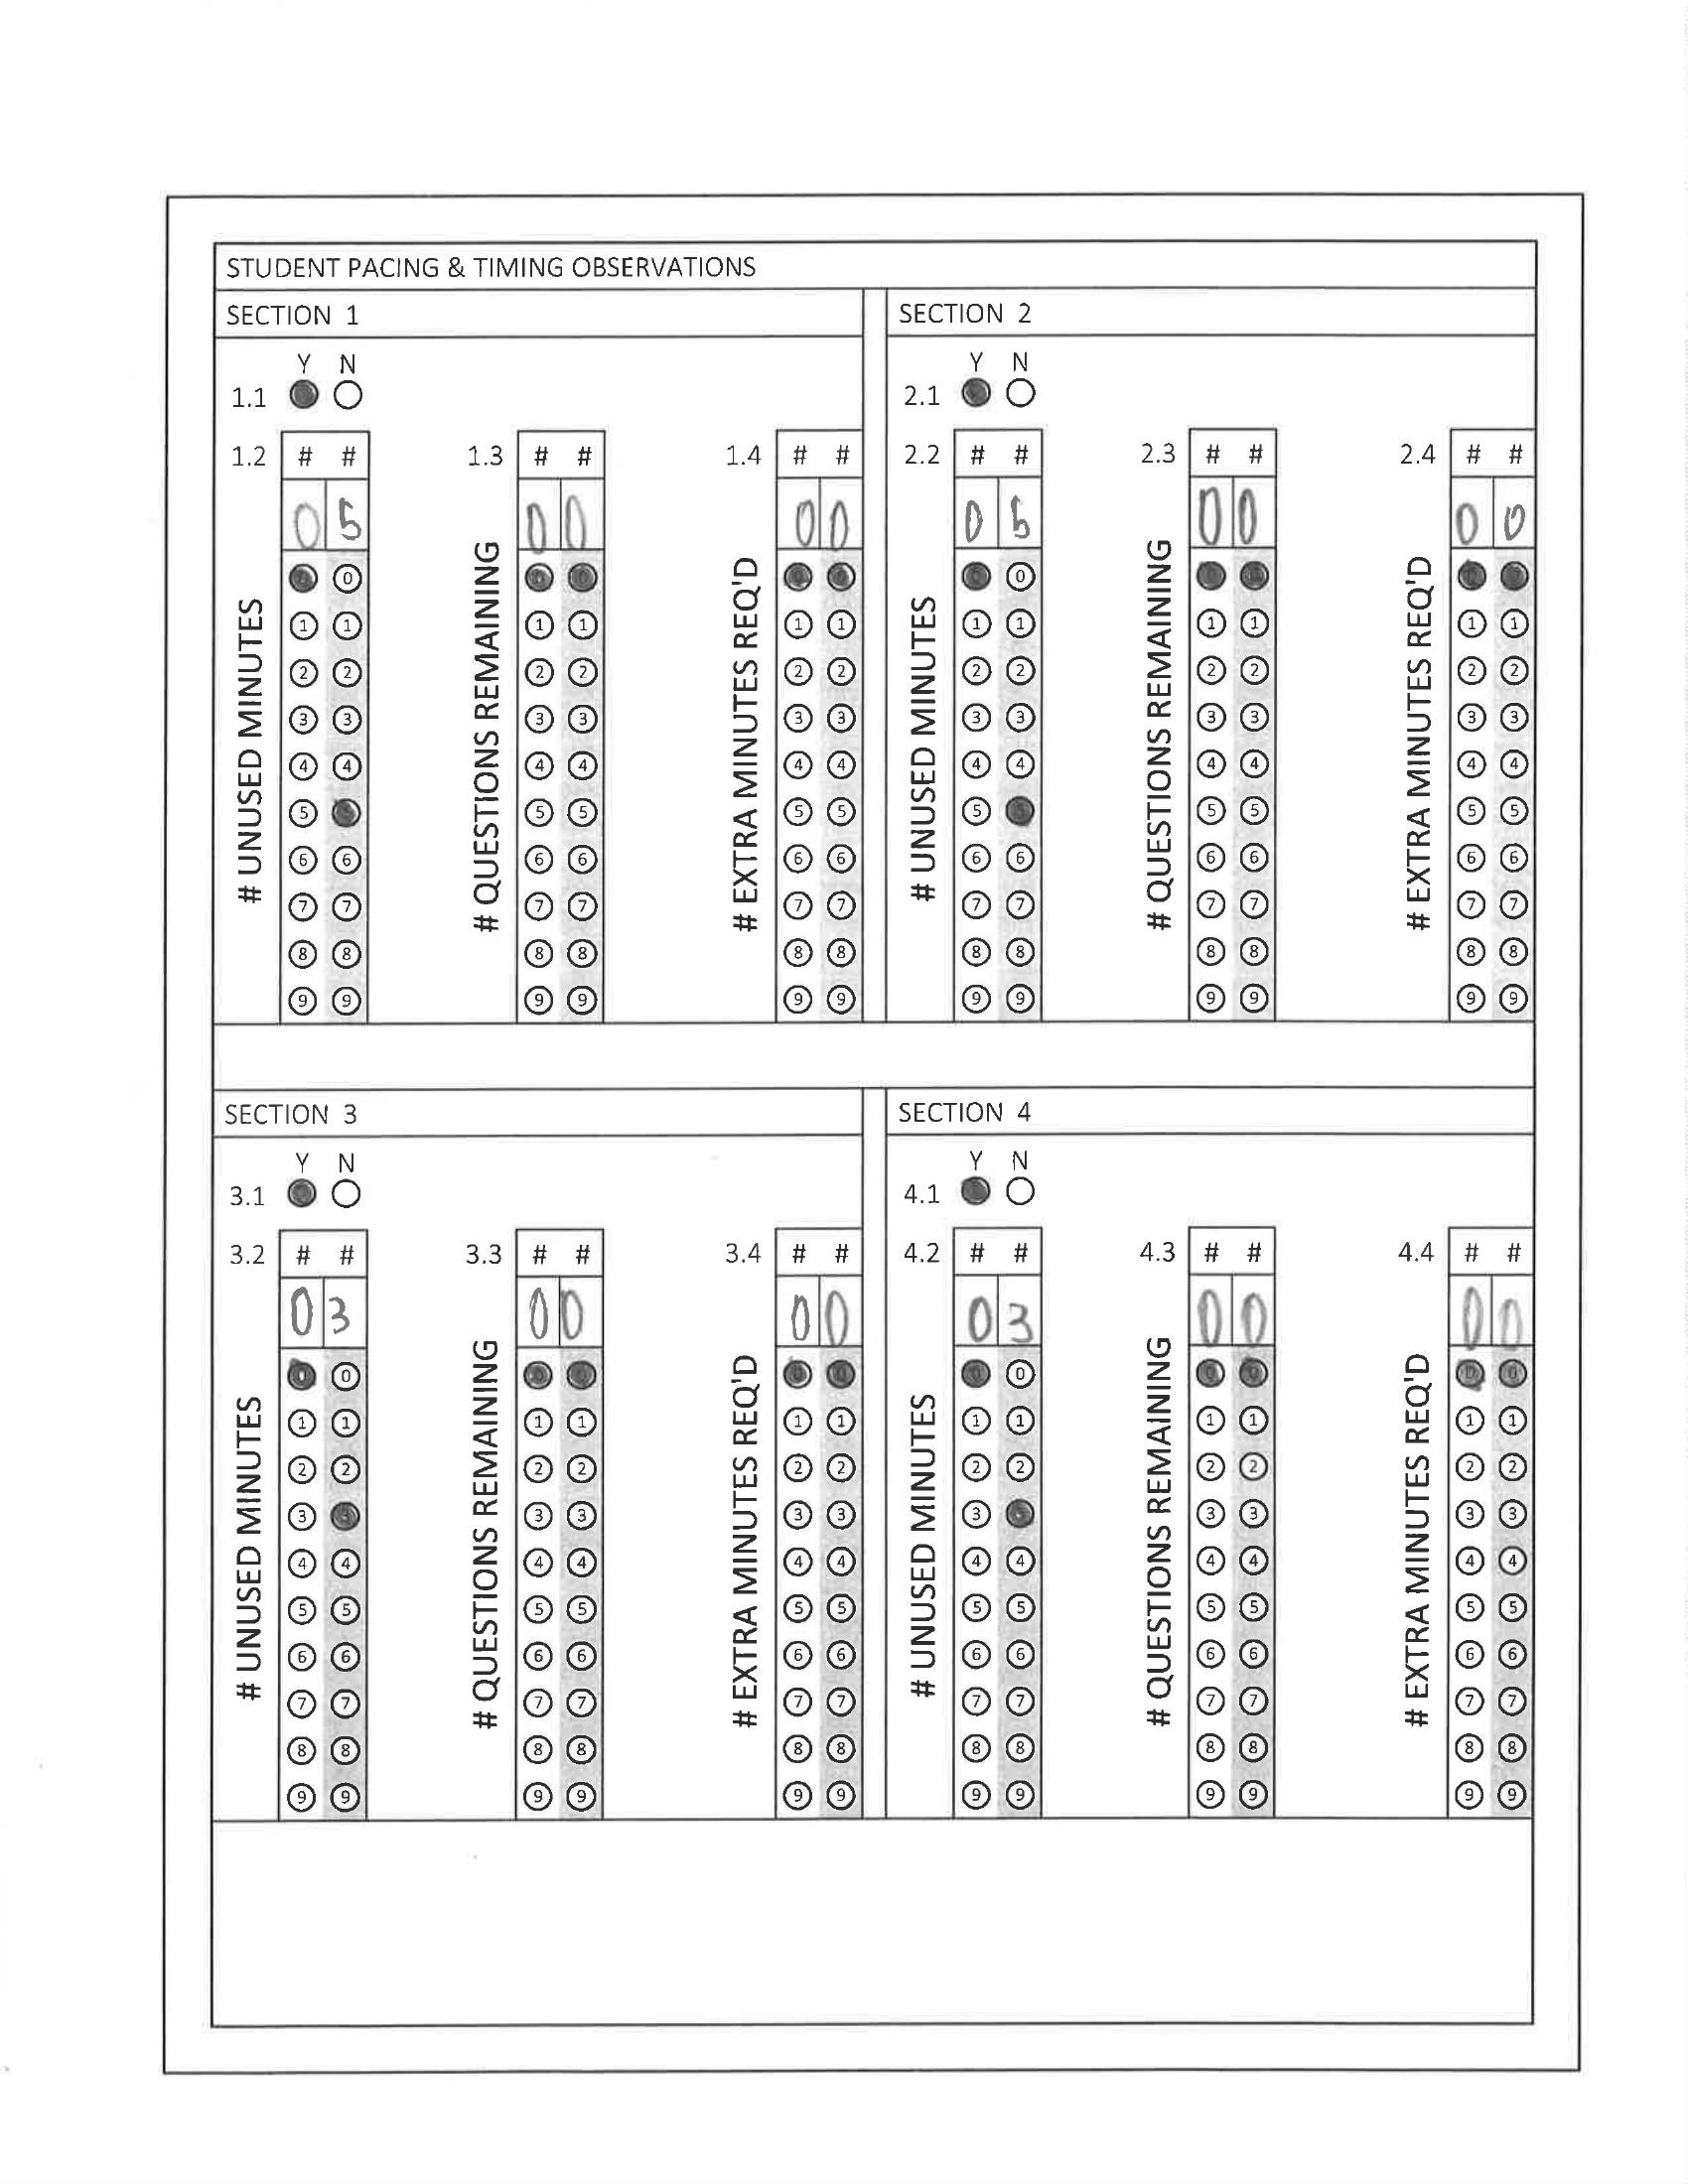 STUDENT PACING & TIMING OBSERVATIONS
SECTION 1
Y N
1.1
1.2 # # 1.3 # # 1.4 # #
0 5 0 0 0 0
# UNUSED MINUTES
# QUESTIONS REMAINING
# EXTRA MINUTES REQ'D
0 0 0 0 0 0
1 1 1 1 1 1
2 2 2 2 2 2
3 3 3 3 3 3
4 4 4 4 4 4
5 5 5 5 5 5
6 6 6 6 6 6
7 7 7 7 7 7
8 8 8 8 8 8
9 9 9 9 9 9
SECTION 2
Y N
2.1
2.2 # # 2.3 # # 2.4 # #
0 5 0 0 0 0
# UNUSED MINUTES
# QUESTIONS REMAINING
# EXTRA MINUTES REQ'D
0 0 0 0 0 0
1 1 1 1 1 1
2 2 2 2 2 2
3 3 3 3 3 3
4 4 4 4 4 4
5 5 5 5 5 5
6 6 6 6 6 6
7 7 7 7 7 7
8 8 8 8 8 8
9 9 9 9 9 9
SECTION 3
Y N
3.1
3.2 # # 3.3 # # 3.4 # #
0 3 0 0 0 0
# UNUSED MINUTES
# QUESTIONS REMAINING
# EXTRA MINUTES REQ'D
0 0 0 0 0 0
1 1 1 1 1 1
2 2 2 2 2 2
3 3 3 3 3 3
4 4 4 4 4 4
5 5 5 5 5 5
6 6 6 6 6 6
7 7 7 7 7 7
8 8 8 8 8 8
9 9 9 9 9 9
SECTION 4
Y N
4.1
4.2 # # 4.3 # # 4.4 # #
0 3 0 0 0 0
# UNUSED MINUTES
# QUESTIONS REMAINING
# EXTRA MINUTES REQ'D
0 0 0 0 0 0
1 1 1 1 1 1
2 2 2 2 2 2
3 3 3 3 3 3
4 4 4 4 4 4
5 5 5 5 5 5
6 6 6 6 6 6
7 7 7 7 7 7
8 8 8 8 8 8
9 9 9 9 9 9